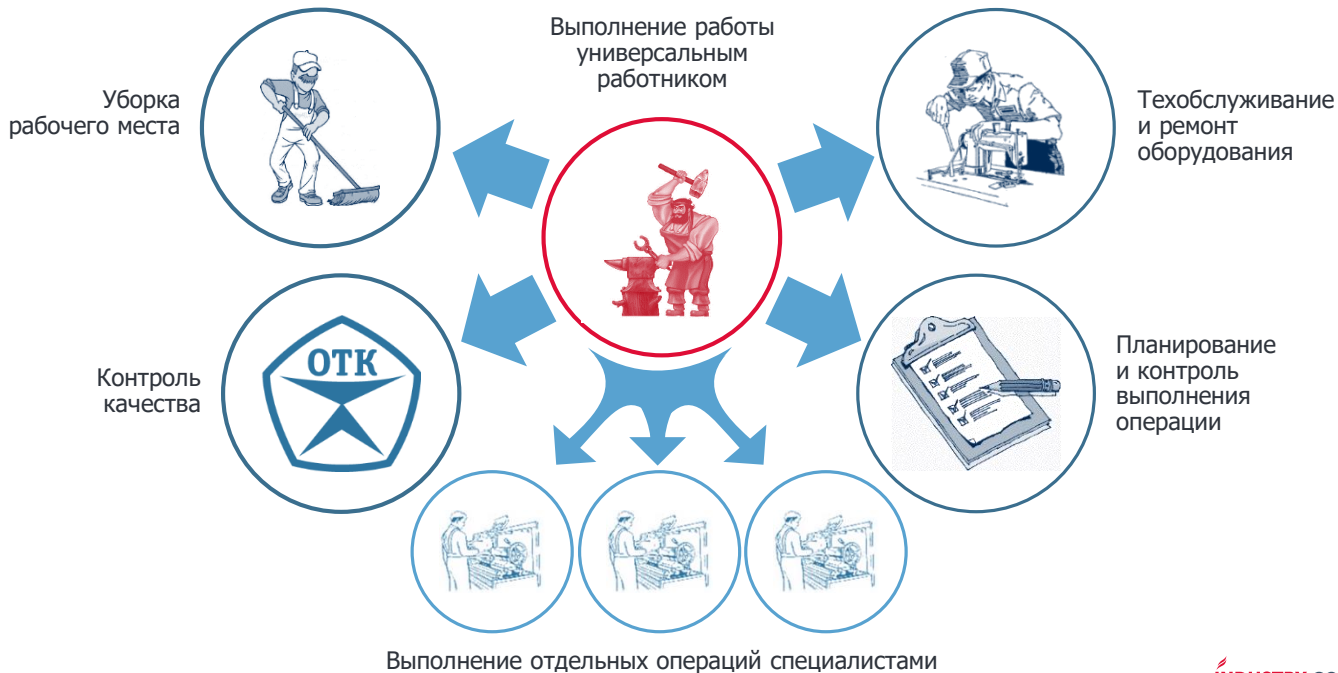 Выполнение работы
универсальным
работником
Уборка
рабочего места
Техобслуживание
и ремонт
оборудования
ОТК
Контроль
качества
Планирование
и контроль
выполнения
операции
Выполнение отдельных операций специалистами